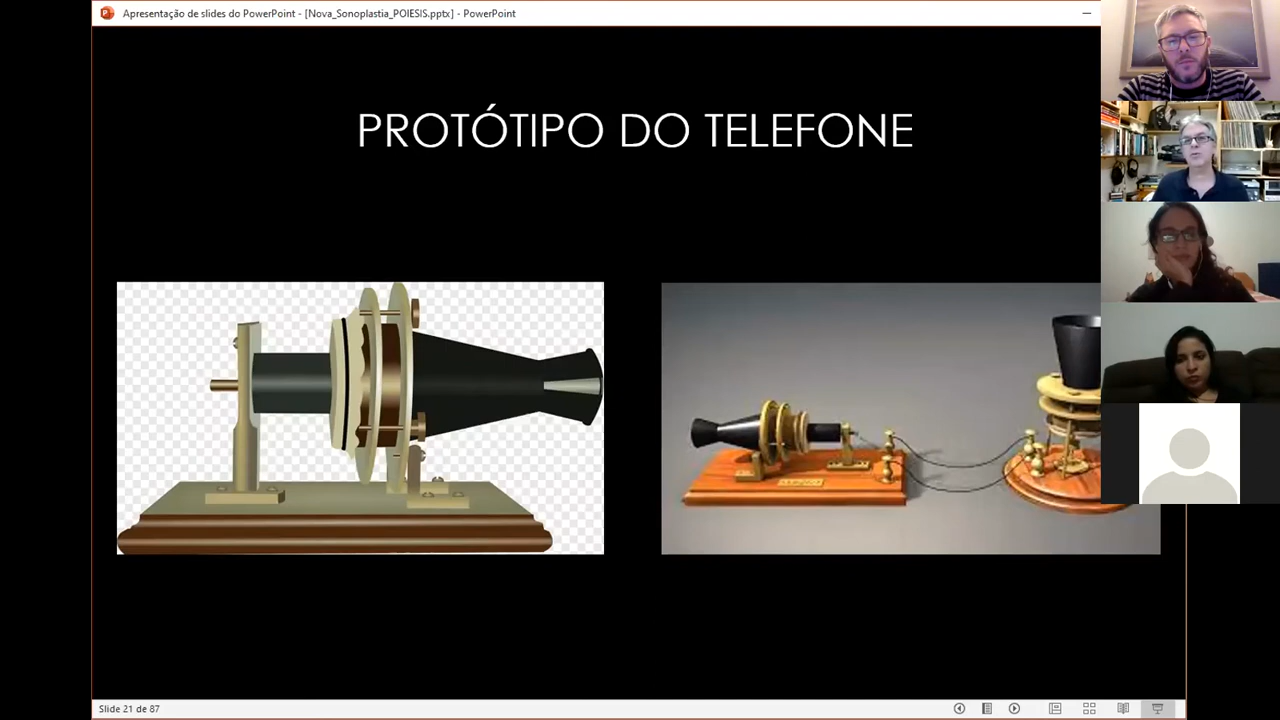 Apresentação de slides do PowerPoint - [Nova_Sonoplastia_POIESIS.pptx] - PowerPoint
PROTÓTIPO DO TELEFONE
Slide 21 de 87